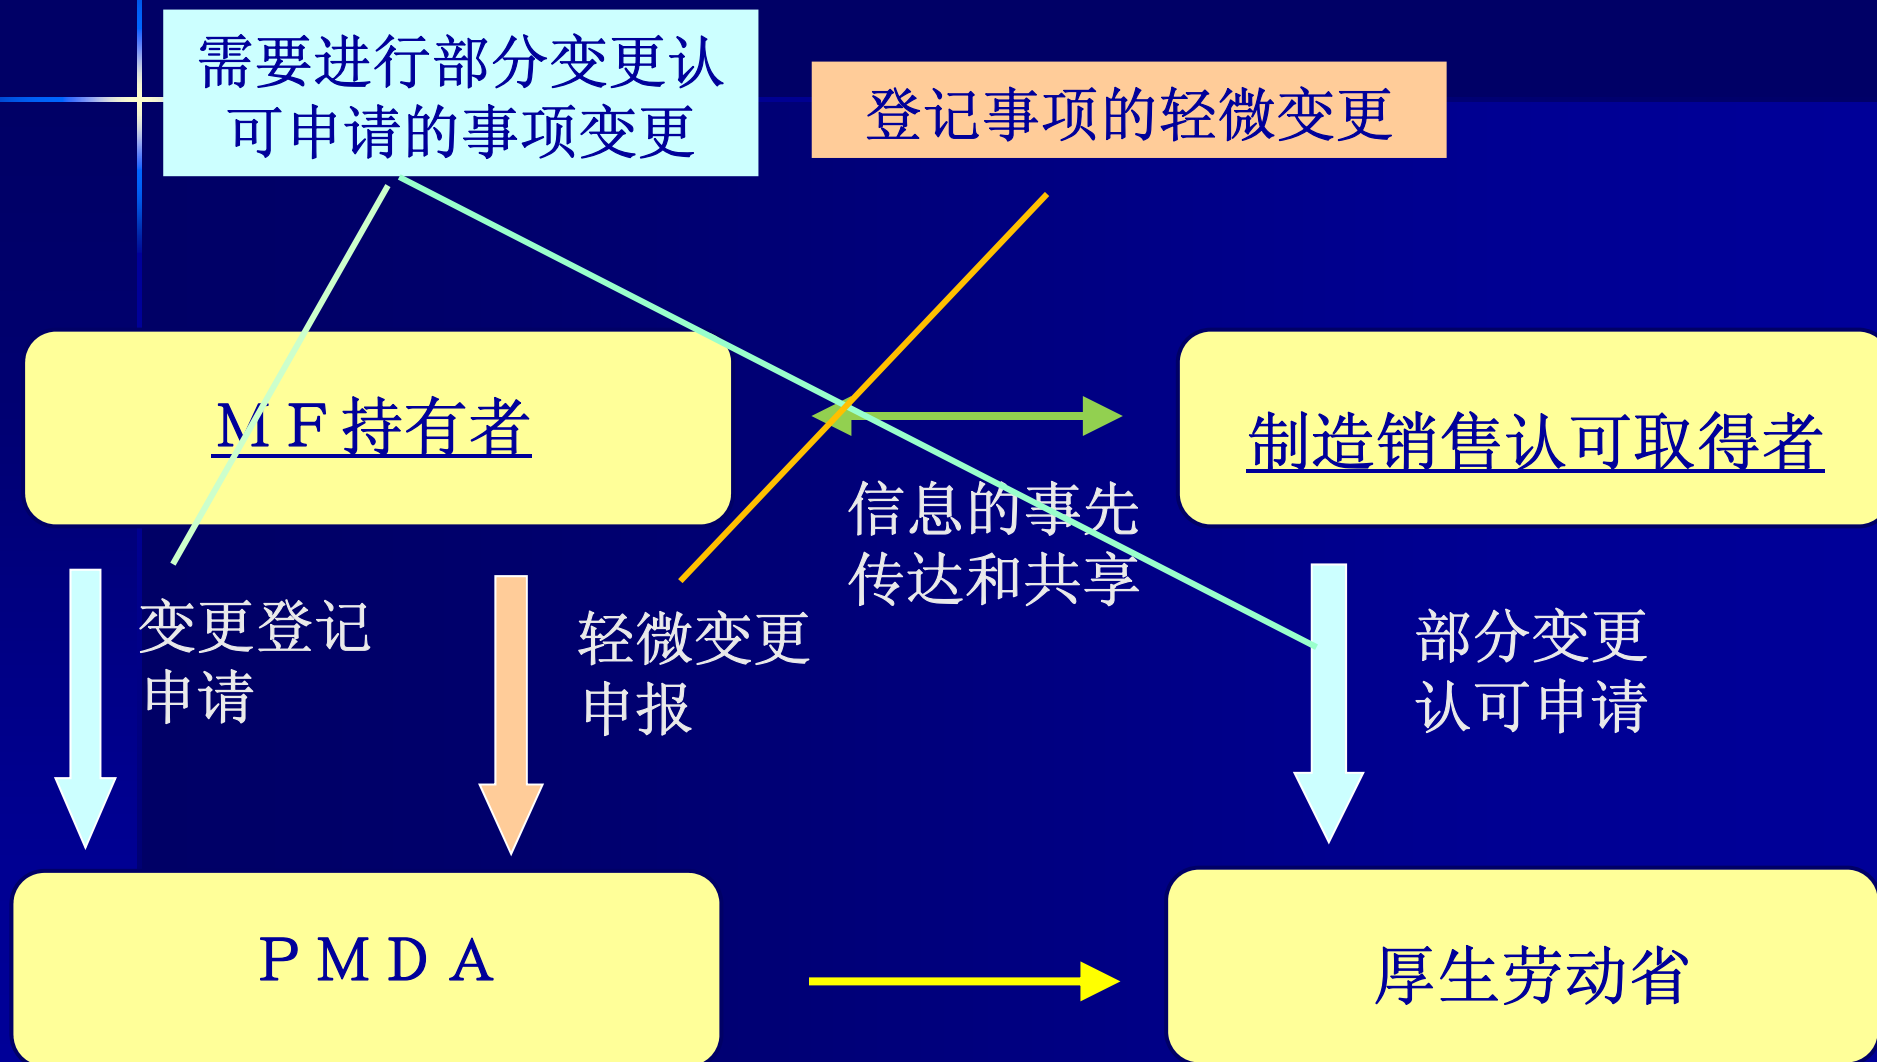 需要进行部分变更认
可申请的事项变更
登记事项的轻微变更
ＭＦ持有者
制造销售认可取得者
信息的事先
传达和共享
变更登记
申请
轻微变更
申报
部分变更
认可申请
ＰＭＤＡ
厚生劳动省